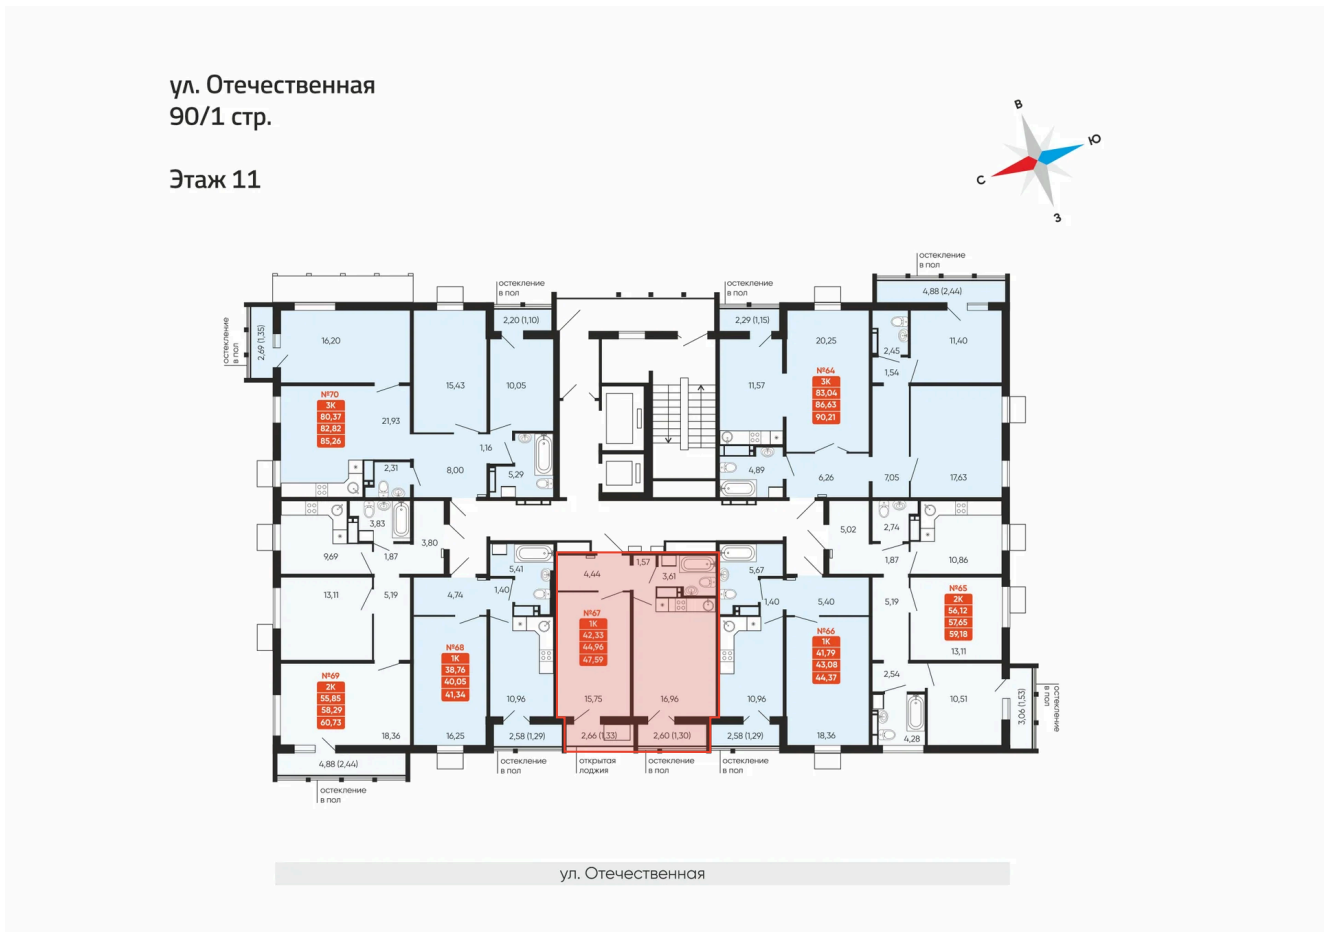 ул. Отечественная
90/1 стр.
Этаж 11
В
Ю
С
З
остекление
в пол
4,88 (2,44)
остекление
в пол
2,20 (1,10)
остекление
в пол
2,29 (1,15)
остекление
в пол
2,69 (1,35)
16,20
15,43
10,05
№70
3К
80,37
82,82
85,26
21,93
1,16
8,00
2,31
5,29
11,57
20,25
№64
3К
83,04
86,63
90,21
2,45
1,54
11,40
4,89
6,26
7,05
17,63
9,69
3,83
1,87
3,80
13,11
5,19
4,74
5,41
1,40
4,44
1,57
3,61
5,67
1,40
5,40
5,02
2,74
1,87
10,86
5,19
№65
2К
56,12
57,65
59,18
13,11
№67
1К
42,33
44,96
47,59
15,75
16,96
№68
1К
38,76
40,05
41,34
16,25
10,96
№66
1К
41,79
43,08
44,37
10,96
18,36
№69
2К
55,85
58,29
60,73
18,36
2,54
10,51
4,28
3,06 (1,53)
остекление
в пол
2,58 (1,29)
2,66 (1,33)
2,60 (1,30)
2,58 (1,29)
остекление
в пол
открытая
лоджия
остекление
в пол
остекление
в пол
4,88 (2,44)
остекление
в пол
ул. Отечественная